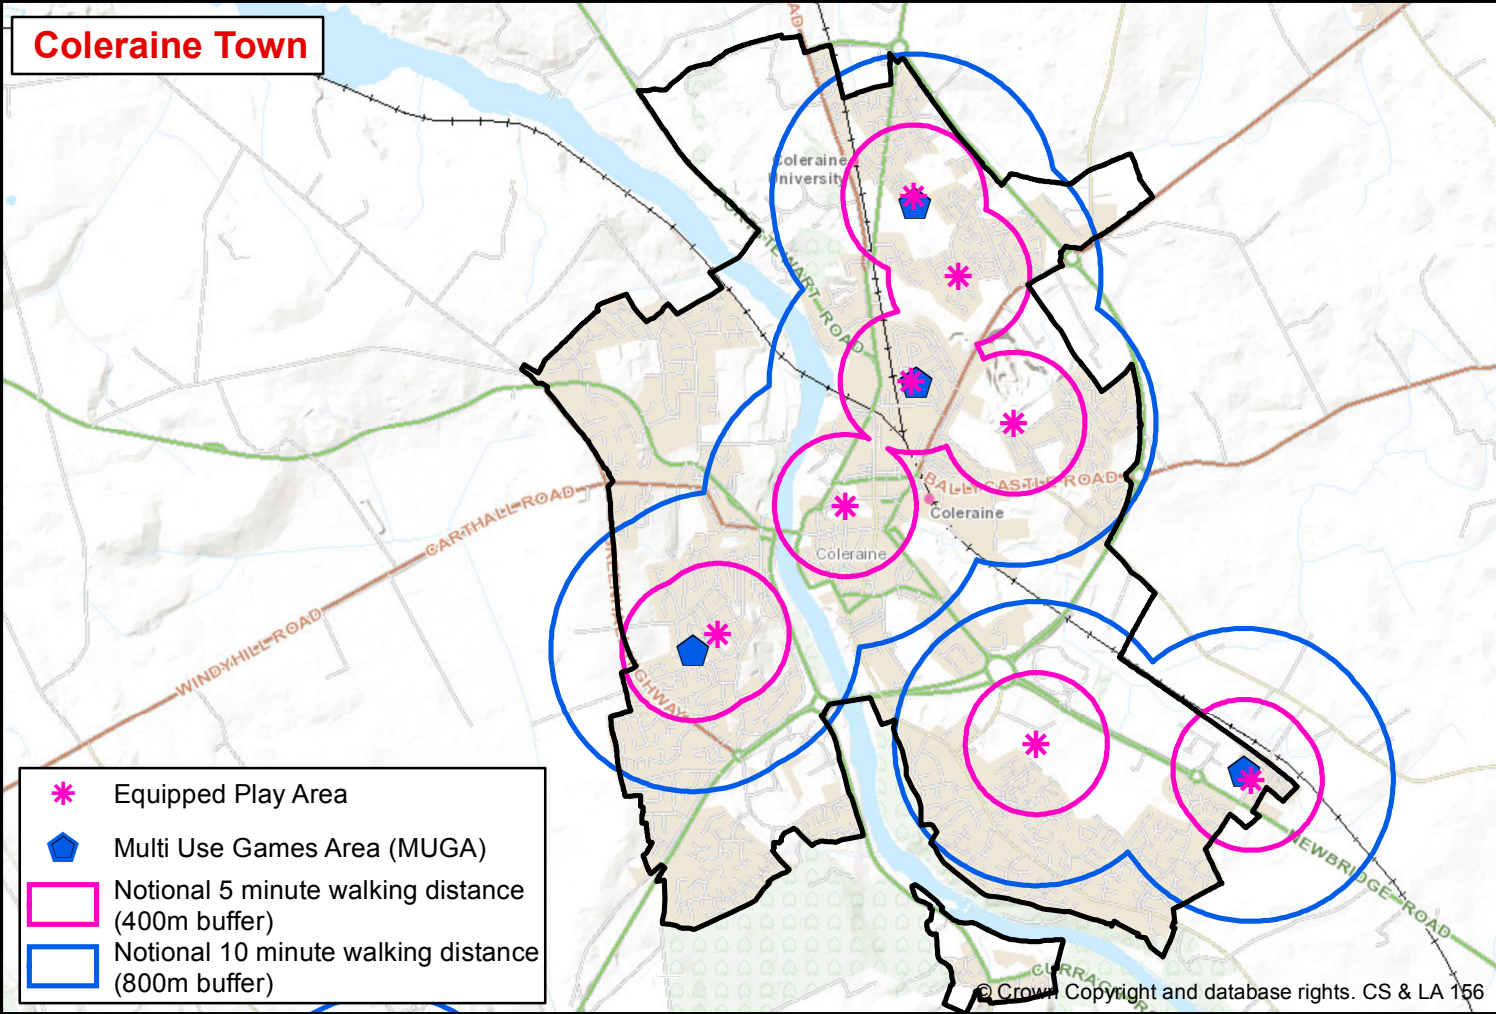 Coleraine Town
Coleraine
University
STEWART ROAD
BALLYCASTLE ROAD
Coleraine
Coleraine
CARTHALL ROAD
WINDYHILL ROAD
NEWBRIDGE ROAD
Equipped Play Area
Multi Use Games Area (MUGA)
Notional 5 minute walking distance
(400m buffer)
Notional 10 minute walking distance
(800m buffer)
© Crown Copyright and database rights. CS & LA 156